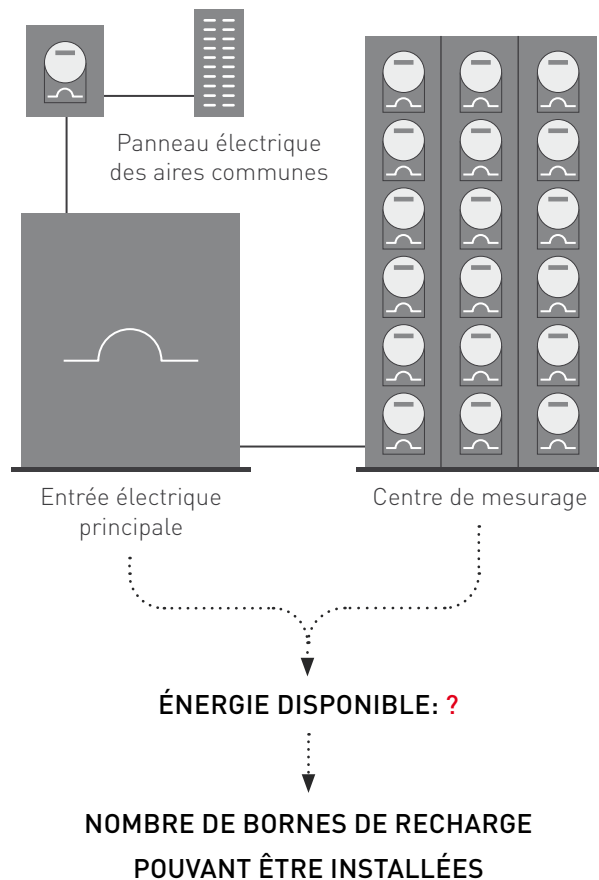 Panneau électrique
des aires communes
Entrée électrique
principale
Centre de mesurage
ÉNERGIE DISPONIBLE: ?
NOMBRE DE BORNES DE RECHARGE
POUVANT ÊTRE INSTALLÉES